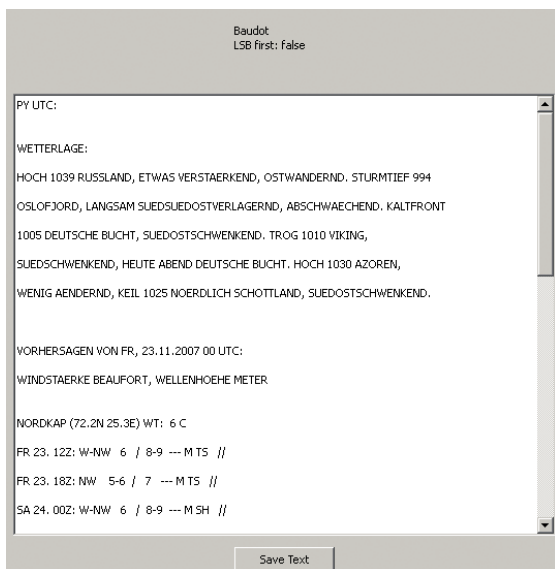 Baudot
LSB first: false
PY UTC:
WETTERLAGE:
HOCH 1039 RUSSLAND, ETWAS VERSTAERKEND, OSTWANDERND. STURMTIEF 994
OSLOFJORD, LANGSAM SUEDSUEDOSTVERLAGERND, ABSCHWAECHEND. KALTFRONT
1005 DEUTSCHE BUCHT, SUEDOSTSCHWENKEND. TROG 1010 VIKING,
SUEDSCHWENKEND, HEUTE ABEND DEUTSCHE BUCHT. HOCH 1030 AZOREN,
WENIG AENDERND, KEIL 1025 NOERDLICH SCHOTTLAND, SUEDOSTSCHWENKEND.
VORHERSAGEN VON FR, 23.11.2007 00 UTC:
WINDSTAERKE BEAUFORT, WELLENHOEHE METER
NORDKAP (72.2N 25.3E) WT:  6 C
FR 23. 12Z: W-NW   6   /  8-9   --- M TS   //
FR 23. 18Z: NW    5-6  /   7    --- M TS   //
SA 24. 00Z: W-NW   6   /  8-9   --- M SH   //
Save Text